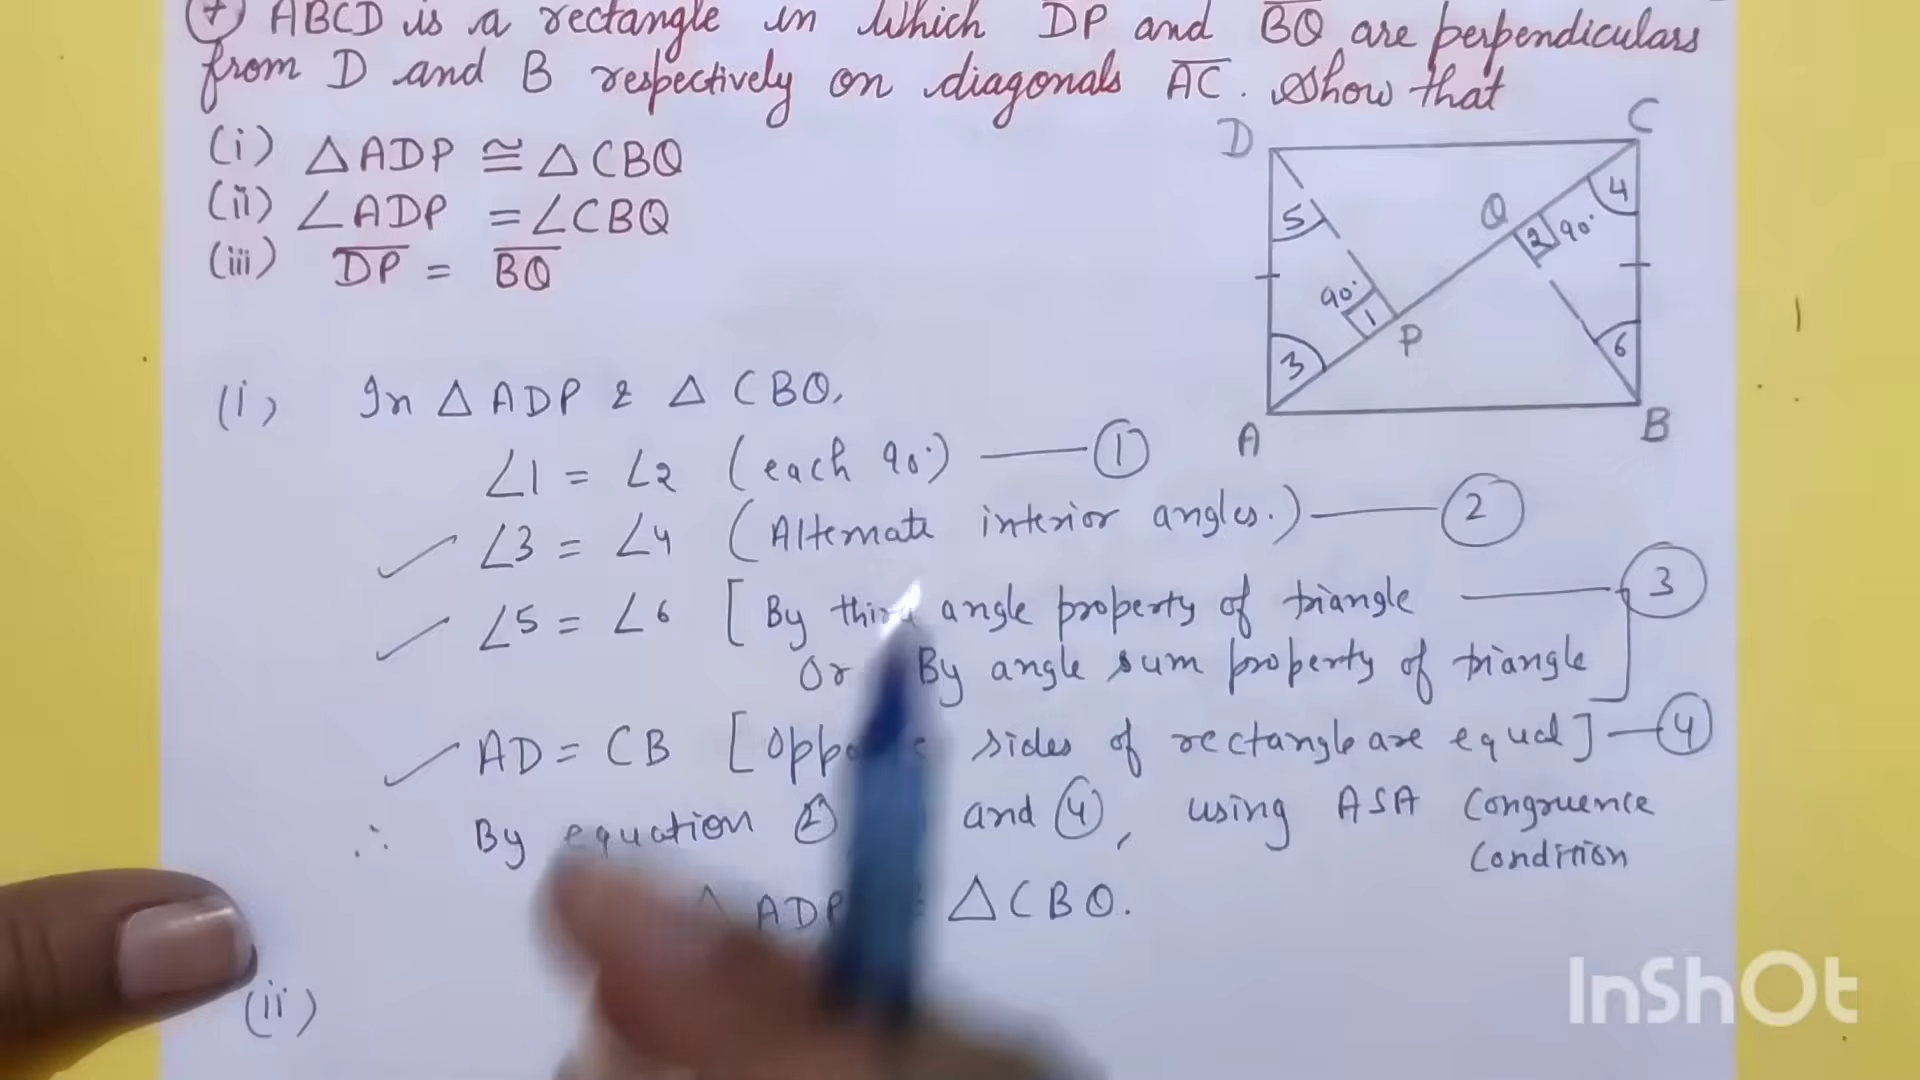 (7) ABCD is a rectangle in which DP and BQ are perpendiculars
from D and B respectively on diagonals AC. Show that
(i) △ADP ≅ △CBQ
(ii) ∠ADP = ∠CBQ
(iii) DP = BQ
D
C
5
Q
4
2
90°
90°
1
P
3
6
A
B
(i) In △ADP & △CBQ,
∠1 = ∠2 (each 90°) —— ①
∠3 = ∠4 (Alternate interior angles.) —— ②
∠5 = ∠6 [By third angle property of triangle —— ③
Or By angle sum property of triangle
AD = CB [ sides of rectangle are equal] — ④
∴ By equation ② and ④, using ASA Congruence
Condition
△ADP △CBQ.
(ii)
InShOt